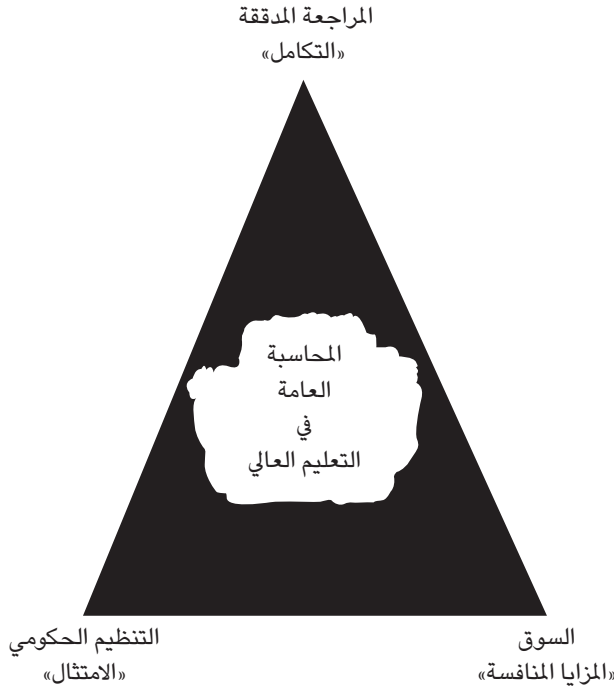 المراجعة المدققة
«التكامل»
المحاسبة
العامة
في
التعليم العالي
السوق
«المزايا المنافسة»
التنظيم الحكومي
«الامتثال»